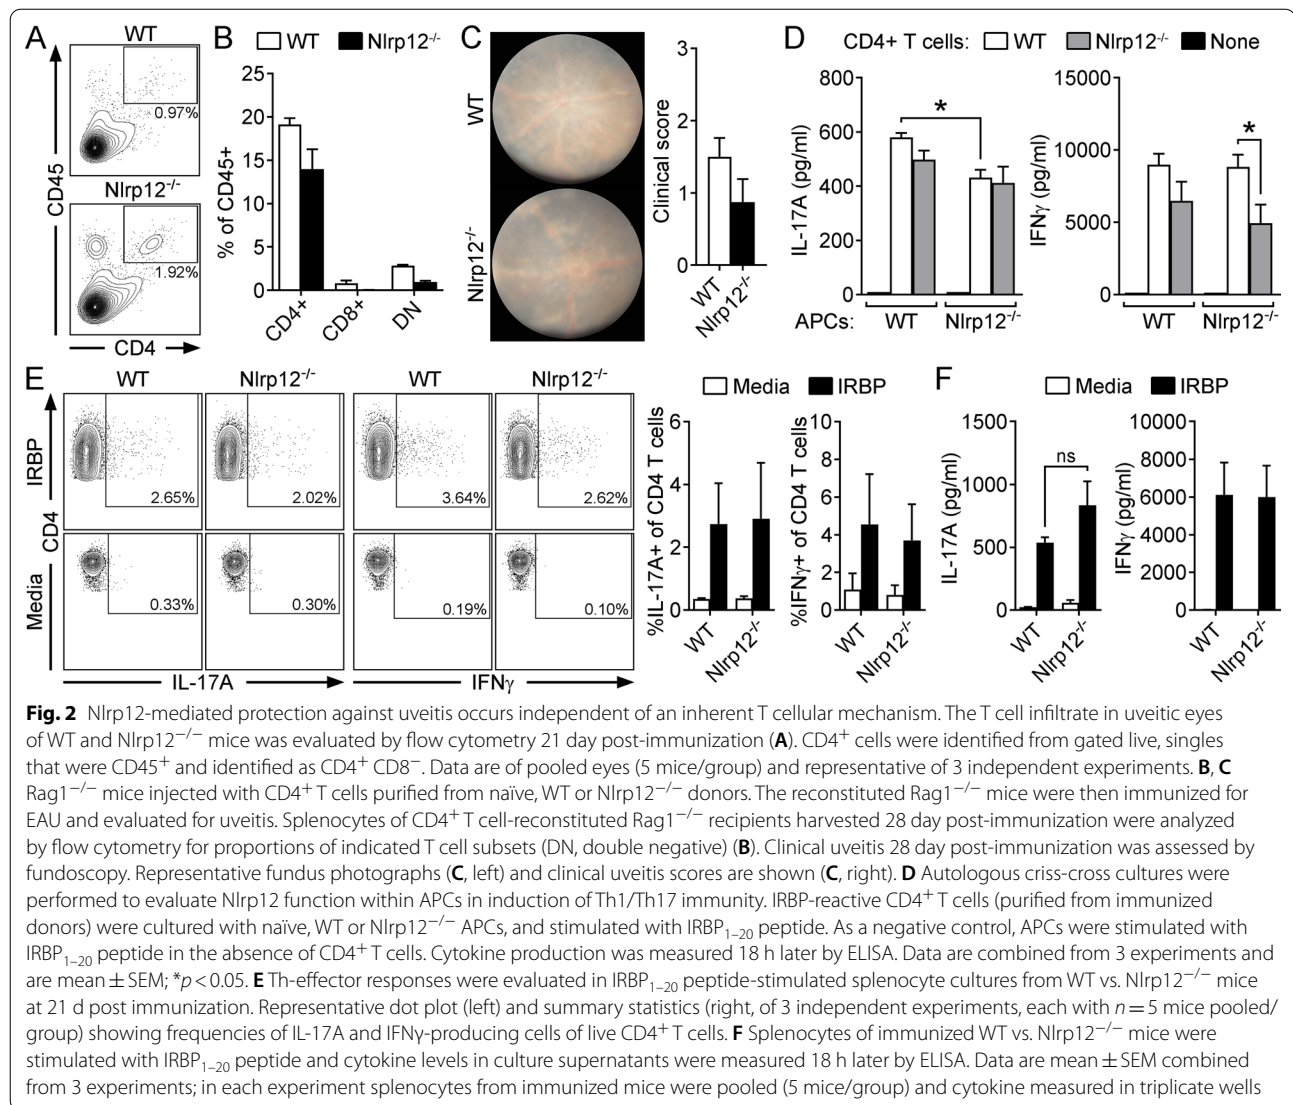 A
WT
0.97%
Nlrp12-/-
1.92%
CD45
CD4
B
WT
Nlrp12-/-
% of CD45+
25
20
15
10
5
0
CD4+
CD8+
DN
C
WT
Nlrp12-/-
Clinical score
3
2
1
0
WT
Nlrp12-/-
D
CD4+ T cells: WT Nlrp12-/- None
IL-17A (pg/ml)
800
600
400
200
0
*
APCs: WT Nlrp12-/-
IFNγ (pg/ml)
15000
10000
5000
0
*
WT Nlrp12-/-
E
WT Nlrp12-/- WT Nlrp12-/-
IRBP
2.65% 2.02% 3.64% 2.62%
CD4
Media
0.33% 0.30% 0.19% 0.10%
IL-17A IFNγ
Media IRBP
%IL-17A+ of CD4 T cells
6
4
2
0
WT
Nlrp12-/-
%IFNγ+ of CD4 T cells
10
8
6
4
2
0
WT
Nlrp12-/-
F
Media IRBP
IL-17A (pg/ml)
1500
1000
500
0
ns
WT
Nlrp12-/-
IFNγ (pg/ml)
10000
8000
6000
4000
2000
0
WT
Nlrp12-/-
Fig. 2 Nlrp12-mediated protection against uveitis occurs independent of an inherent T cellular mechanism. The T cell infiltrate in uveitic eyes
of WT and Nlrp12−/− mice was evaluated by flow cytometry 21 day post-immunization (A). CD4+ cells were identified from gated live, singles
that were CD45+ and identified as CD4+ CD8−. Data are of pooled eyes (5 mice/group) and representative of 3 independent experiments. B, C
Rag1−/− mice injected with CD4+ T cells purified from naïve, WT or Nlrp12−/− donors. The reconstituted Rag1−/− mice were then immunized for
EAU and evaluated for uveitis. Splenocytes of CD4+ T cell-reconstituted Rag1−/− recipients harvested 28 day post-immunization were analyzed
by flow cytometry for proportions of indicated T cell subsets (DN, double negative) (B). Clinical uveitis 28 day post-immunization was assessed by
fundoscopy. Representative fundus photographs (C, left) and clinical uveitis scores are shown (C, right). D Autologous criss-cross cultures were
performed to evaluate Nlrp12 function within APCs in induction of Th1/Th17 immunity. IRBP-reactive CD4+ T cells (purified from immunized
donors) were cultured with naïve, WT or Nlrp12−/− APCs, and stimulated with IRBP1–20 peptide. As a negative control, APCs were stimulated with
IRBP1–20 peptide in the absence of CD4+ T cells. Cytokine production was measured 18 h later by ELISA. Data are combined from 3 experiments and
are mean ± SEM; *p < 0.05. E Th-effector responses were evaluated in IRBP1–20 peptide-stimulated splenocyte cultures from WT vs. Nlrp12−/− mice
at 21 d post immunization. Representative dot plot (left) and summary statistics (right, of 3 independent experiments, each with n = 5 mice pooled/
group) showing frequencies of IL-17A and IFNγ-producing cells of live CD4+ T cells. F Splenocytes of immunized WT vs. Nlrp12−/− mice were
stimulated with IRBP1–20 peptide and cytokine levels in culture supernatants were measured 18 h later by ELISA. Data are mean ± SEM combined
from 3 experiments; in each experiment splenocytes from immunized mice were pooled (5 mice/group) and cytokine measured in triplicate wells